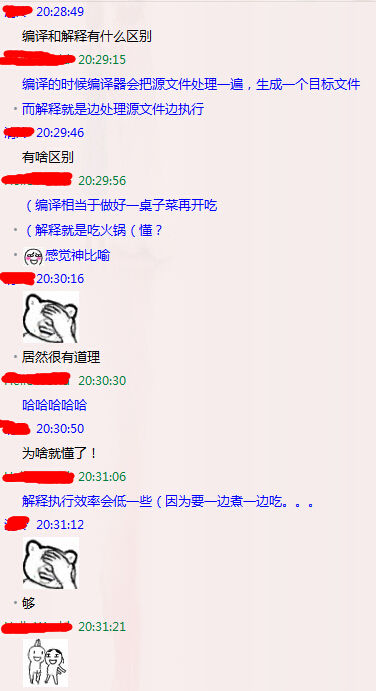 20:28:49
编译和解释有什么区别
20:29:15
编译的时候编译器会把源文件处理一遍，生成一个目标文件
而解释就是边处理源文件边执行
20:29:46
有啥区别
20:29:56
（编译相当于做好一桌子菜再开吃
（解释就是吃火锅（懂？
感觉神比喻
20:30:16
居然很有道理
20:30:30
哈哈哈哈哈
20:30:50
为啥就懂了！
20:31:06
解释执行效率会低一些（因为要一边煮一边吃。。。
20:31:12
够
20:31:21